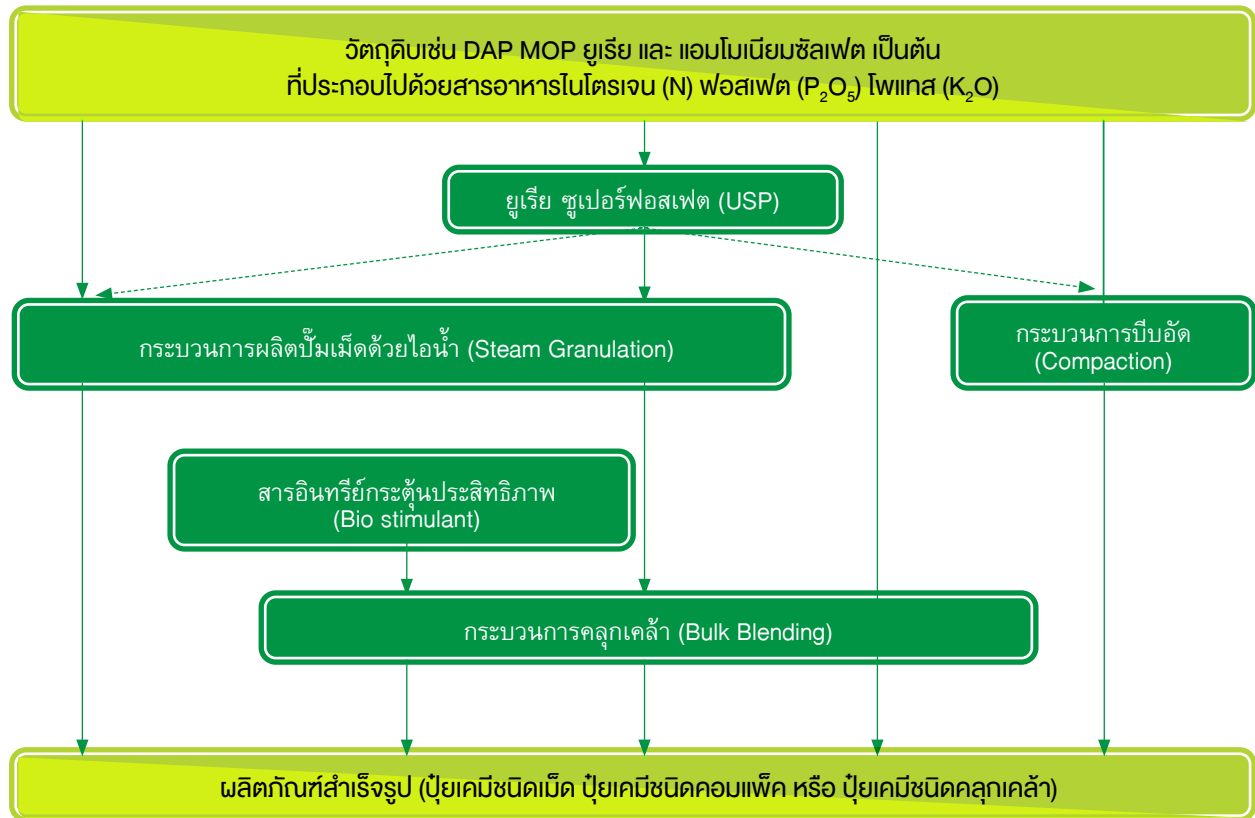 วัตถุดิบเช่น DAP MOP ยูเรีย และ แอมโมเนียมซัลเฟต เป็นต้น
ที่ประกอบไปด้วยสารอาหารไนโตรเจน (N) ฟอสเฟต (P₂O₅) โพแทส (K₂O)
ยูเรีย ซูเปอร์ฟอสเฟต (USP)
กระบวนการผลิตปั๊มเม็ดด้วยไอน้ำ (Steam Granulation)
กระบวนการบีบอัด
(Compaction)
สารอินทรีย์กระตุ้นประสิทธิภาพ
(Bio stimulant)
กระบวนการคลุกเคล้า (Bulk Blending)
ผลิตภัณฑ์สำเร็จรูป (ปุ๋ยเคมีชนิดเม็ด ปุ๋ยเคมีชนิดคอมแพ็ค หรือ ปุ๋ยเคมีชนิดคลุกเคล้า)